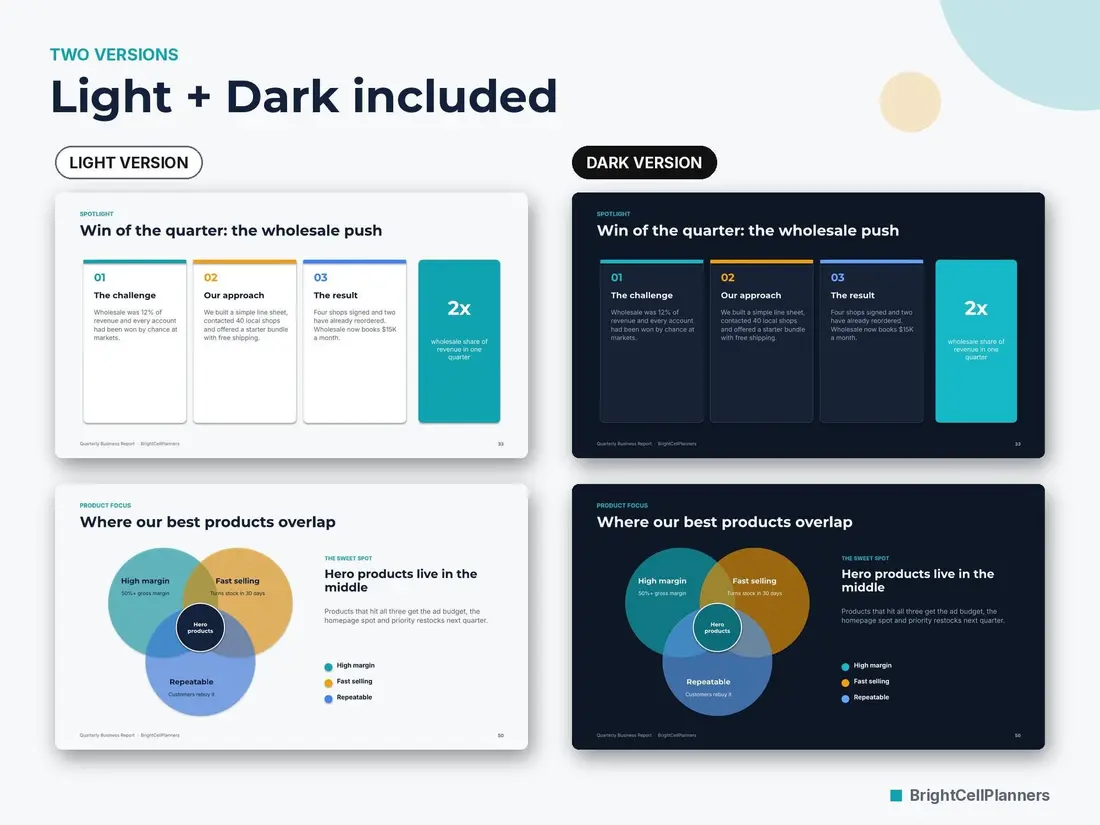 TWO VERSIONS
Light + Dark included
LIGHT VERSION
SPOTLIGHT
Win of the quarter: the wholesale push
01
The challenge
Wholesale was 12% of
revenue and every account
had been won by chance at
markets.
02
Our approach
We built a simple line sheet,
contacted 40 local shops
and offered a starter bundle
with free shipping.
03
The result
Four shops signed and two
have already reordered.
Wholesale now books $15K
a month.
2x
wholesale share of
revenue in one
quarter
Quarterly Business Report · BrightCellPlanners
33
PRODUCT FOCUS
Where our best products overlap
High margin
50%+ gross margin
Fast selling
Turns stock in 30 days
Hero
products
Repeatable
Customers rebuy it
THE SWEET SPOT
Hero products live in the
middle
Products that hit all three get the ad budget, the
homepage spot and priority restocks next quarter.
High margin
Fast selling
Repeatable
Quarterly Business Report · BrightCellPlanners
50
DARK VERSION
SPOTLIGHT
Win of the quarter: the wholesale push
01
The challenge
Wholesale was 12% of
revenue and every account
had been won by chance at
markets.
02
Our approach
We built a simple line sheet,
contacted 40 local shops
and offered a starter bundle
with free shipping.
03
The result
Four shops signed and two
have already reordered.
Wholesale now books $15K
a month.
2x
wholesale share of
revenue in one
quarter
Quarterly Business Report · BrightCellPlanners
33
PRODUCT FOCUS
Where our best products overlap
High margin
50%+ gross margin
Fast selling
Turns stock in 30 days
Hero
products
Repeatable
Customers rebuy it
THE SWEET SPOT
Hero products live in the
middle
Products that hit all three get the ad budget, the
homepage spot and priority restocks next quarter.
High margin
Fast selling
Repeatable
Quarterly Business Report · BrightCellPlanners
50
BrightCellPlanners